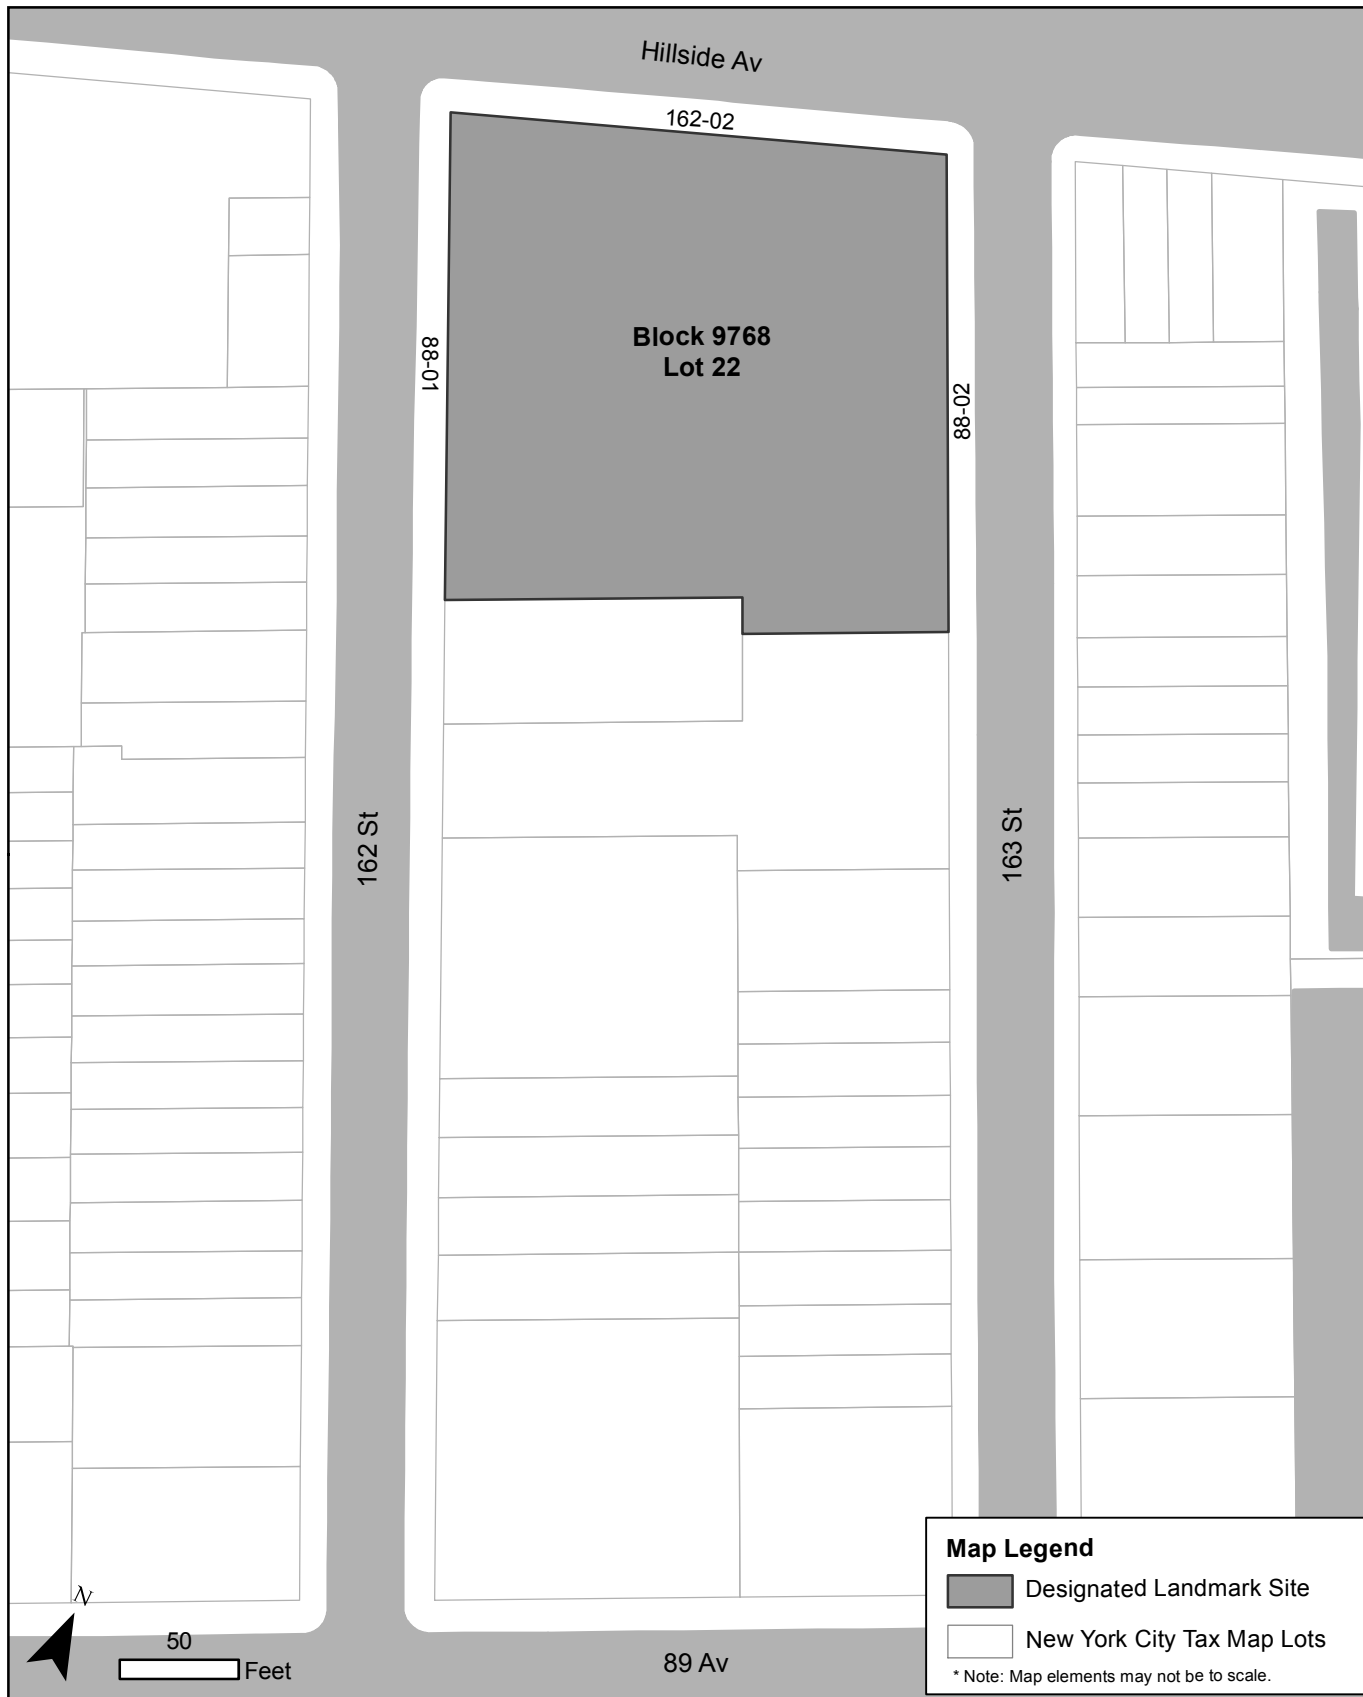 Hillside Av
162-02
Block 9768
Lot 22
88-01
88-02
162 St
163 St
Map Legend
Designated Landmark Site
New York City Tax Map Lots
* Note: Map elements may not be to scale.
N
50
Feet
89 Av